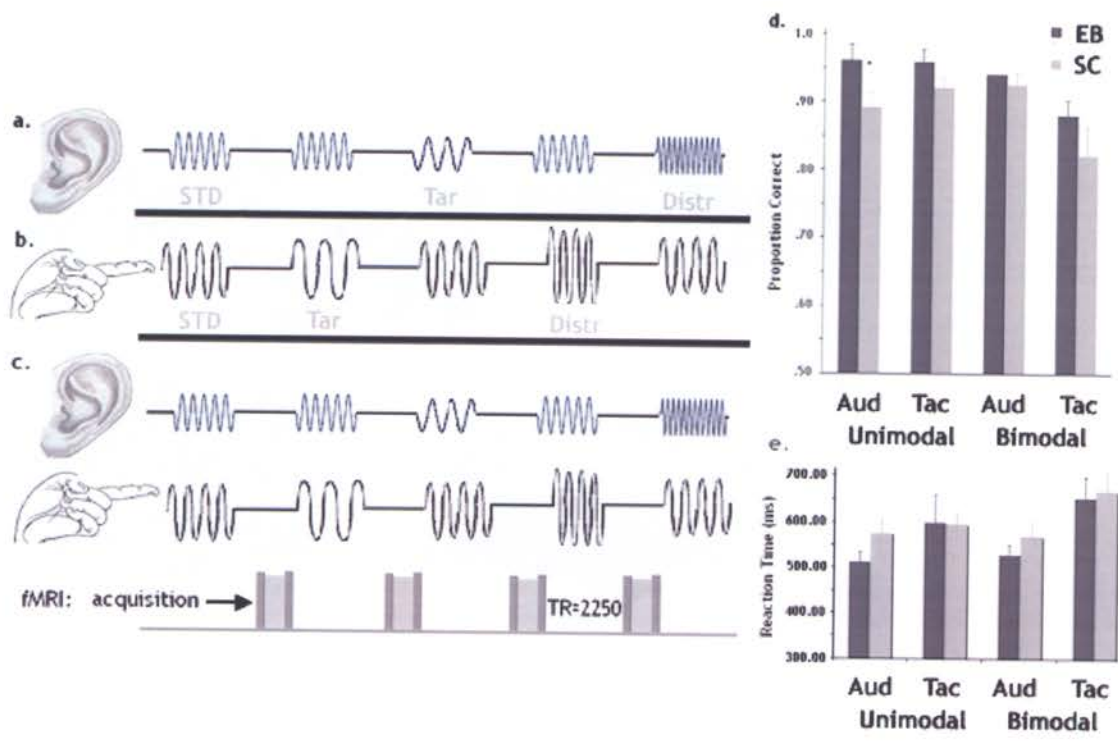 a.
STD Tar Distr
b.
STD Tar Distr
c.
fMRI: acquisition TR=2250
d.
EB
SC
1.0
.90
.80
.70
.60
.50
Proportion Correct
Aud Tac Aud Tac
Unimodal Bimodal
e.
700.00
600.00
500.00
400.00
300.00
Reaction Time (ms)
Aud Tac Aud Tac
Unimodal Bimodal